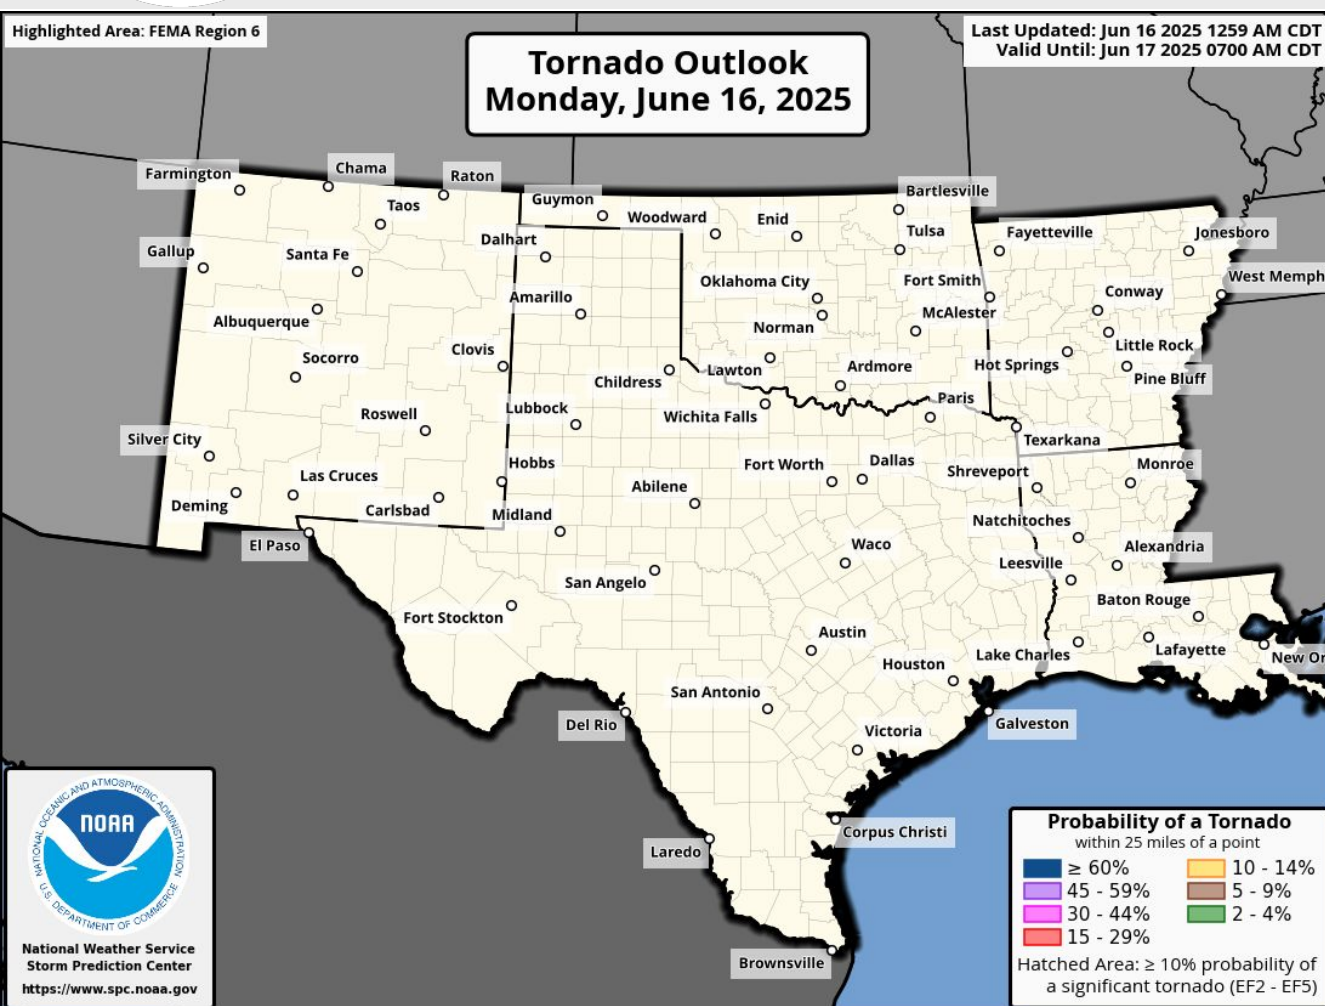 Highlighted Area: FEMA Region 6
Last Updated: Jun 16 2025 1259 AM CDT
Valid Until: Jun 17 2025 0700 AM CDT
Tornado Outlook
Monday, June 16, 2025
Farmington
Chama
Raton
Taos
Guymon
Woodward
Enid
Bartlesville
Tulsa
Fayetteville
Jonesboro
Gallup
Santa Fe
Dalhart
Oklahoma City
Fort Smith
West Memph
Amarillo
Conway
Albuquerque
Norman
McAlester
Little Rock
Socorro
Clovis
Childress
Lawton
Ardmore
Hot Springs
Pine Bluff
Roswell
Lubbock
Wichita Falls
Paris
Texarkana
Silver City
Las Cruces
Hobbs
Abilene
Fort Worth
Dallas
Shreveport
Monroe
Deming
Carlsbad
Midland
Natchitoches
El Paso
San Angelo
Waco
Leesville
Alexandria
Fort Stockton
Baton Rouge
Austin
Houston
Lake Charles
Lafayette
New Or
San Antonio
Del Rio
Victoria
Galveston
Laredo
Corpus Christi
Brownsville
NATIONAL OCEANIC AND ATMOSPHERIC ADMINISTRATION
NOAA
U.S. DEPARTMENT OF COMMERCE
National Weather Service
Storm Prediction Center
https://www.spc.noaa.gov
Probability of a Tornado
within 25 miles of a point
≥ 60%
45 - 59%
30 - 44%
15 - 29%
10 - 14%
5 - 9%
2 - 4%
Hatched Area: ≥ 10% probability of
a significant tornado (EF2 - EF5)